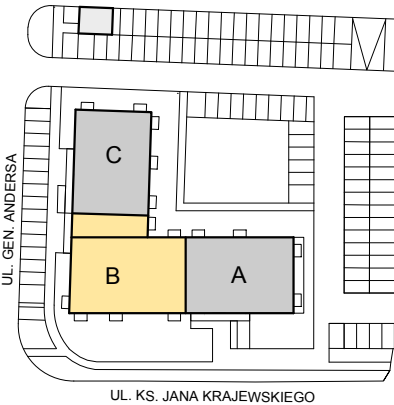 C
UL. GEN. ANDERSA
B
A
UL. KS. JANA KRAJEWSKIEGO